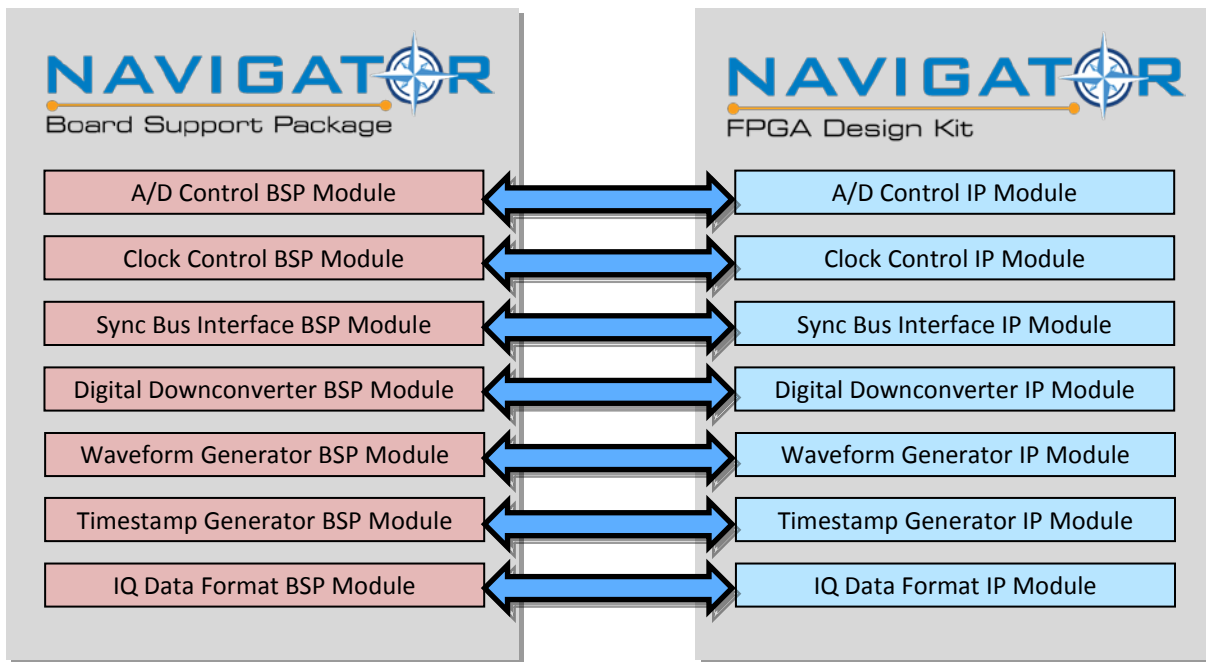 NAVIGATOR
Board Support Package
A/D Control BSP Module
Clock Control BSP Module
Sync Bus Interface BSP Module
Digital Downconverter BSP Module
Waveform Generator BSP Module
Timestamp Generator BSP Module
IQ Data Format BSP Module
NAVIGATOR
FPGA Design Kit
A/D Control IP Module
Clock Control IP Module
Sync Bus Interface IP Module
Digital Downconverter IP Module
Waveform Generator IP Module
Timestamp Generator IP Module
IQ Data Format IP Module